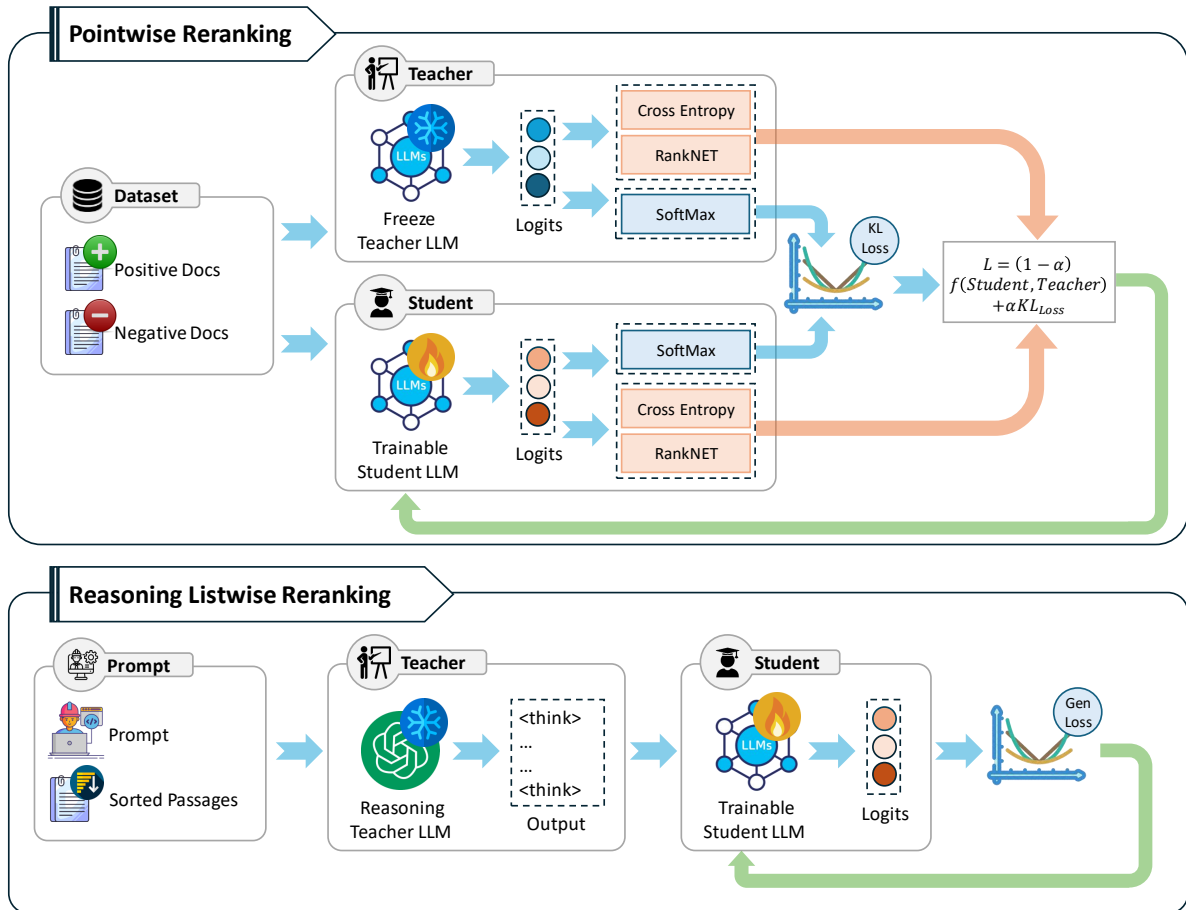 Pointwise Reranking
Teacher
LLMs
Freeze
Teacher LLM
Logits
Cross Entropy
RankNET
SoftMax
Dataset
Positive Docs
Negative Docs
KL
Loss
L = (1 − α)
f(Student, Teacher)
+αKL_Loss
Student
LLMs
Trainable
Student LLM
Logits
SoftMax
Cross Entropy
RankNET
Reasoning Listwise Reranking
Prompt
Prompt
Sorted Passages
Teacher
Reasoning
Teacher LLM
<think>
...
...
<think>
Output
Student
LLMs
Trainable
Student LLM
Logits
Gen
Loss